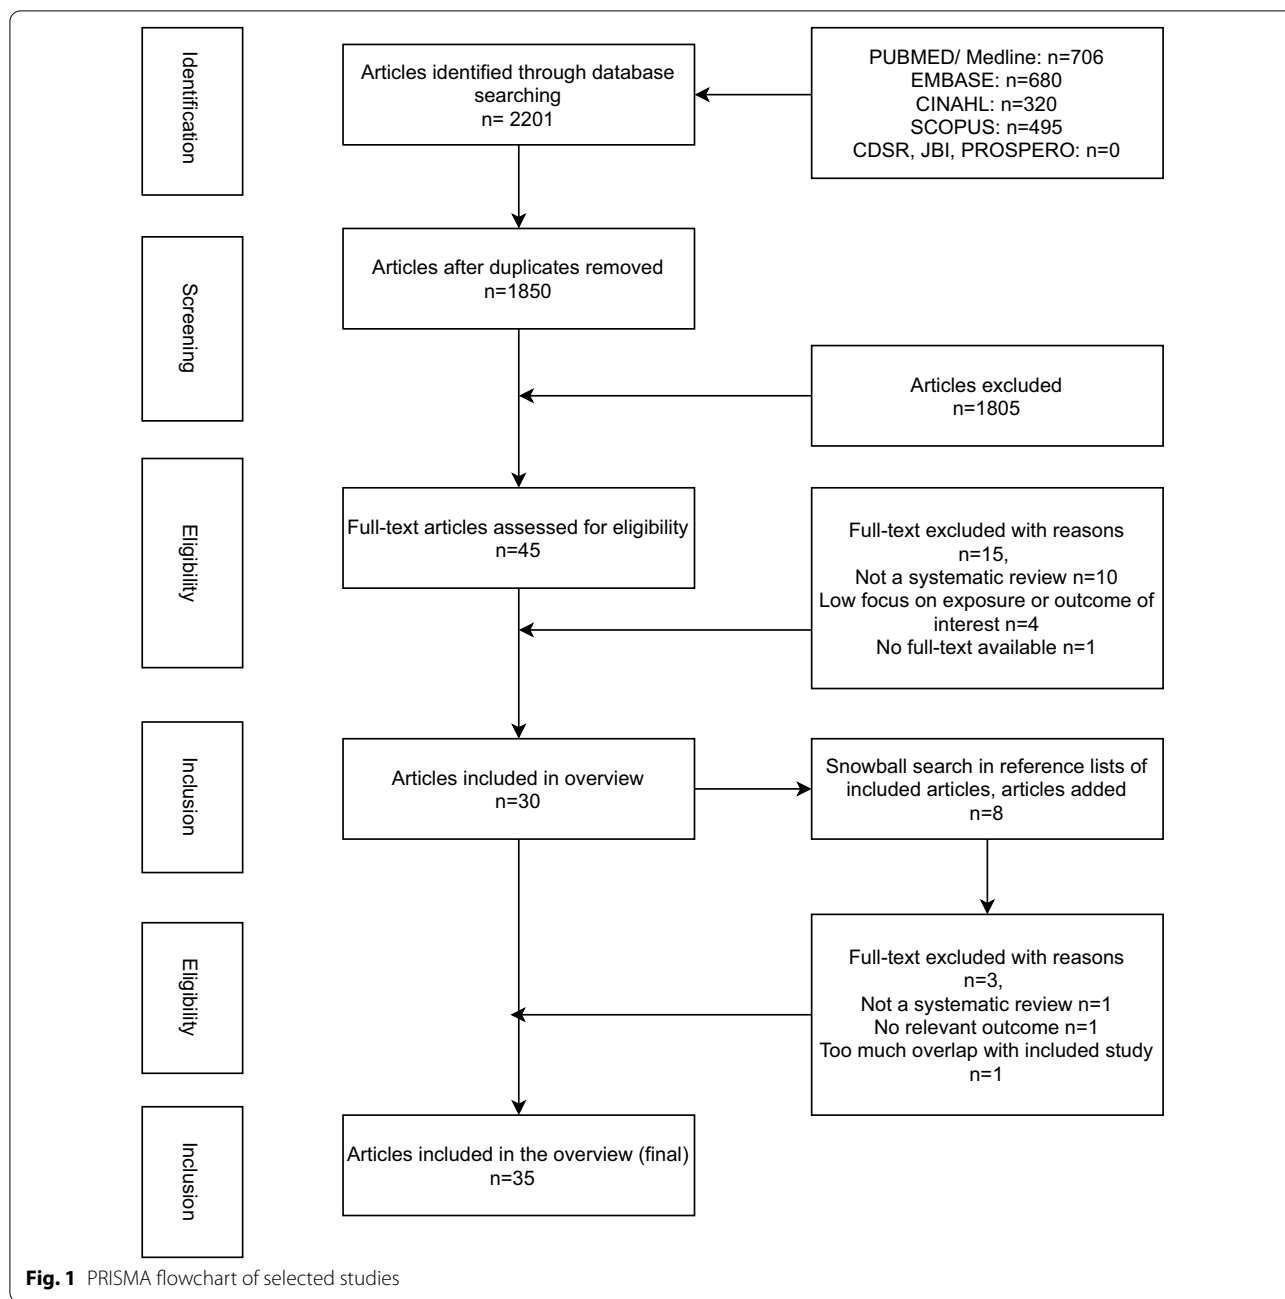 Identification
Articles identified through database
searching
n= 2201
PUBMED/ Medline: n=706
EMBASE: n=680
CINAHL: n=320
SCOPUS: n=495
CDSR, JBI, PROSPERO: n=0
Screening
Articles after duplicates removed
n=1850
Articles excluded
n=1805
Eligibility
Full-text articles assessed for eligibility
n=45
Full-text excluded with reasons
n=15,
Not a systematic review n=10
Low focus on exposure or outcome of
interest n=4
No full-text available n=1
Inclusion
Articles included in overview
n=30
Snowball search in reference lists of
included articles, articles added
n=8
Eligibility
Full-text excluded with reasons
n=3,
Not a systematic review n=1
No relevant outcome n=1
Too much overlap with included study
n=1
Inclusion
Articles included in the overview (final)
n=35
Fig. 1 PRISMA flowchart of selected studies